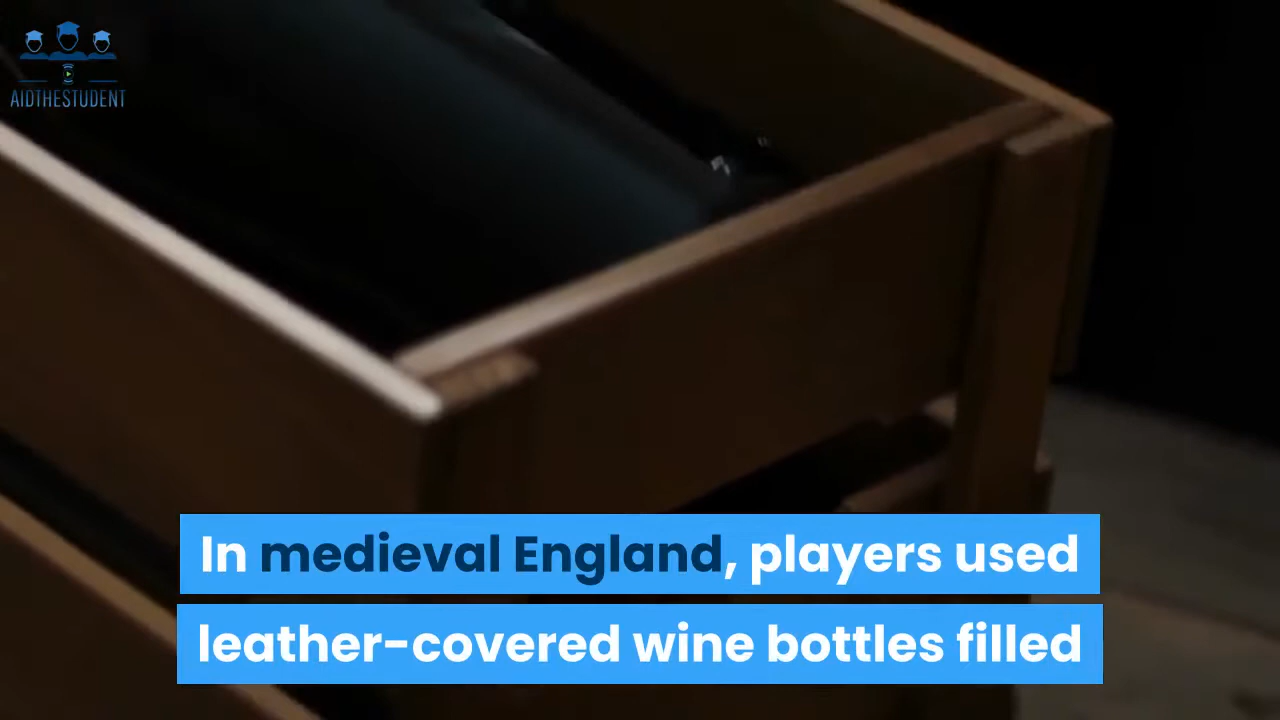 AIDTHESTUDENT
In medieval England, players used
leather-covered wine bottles filled